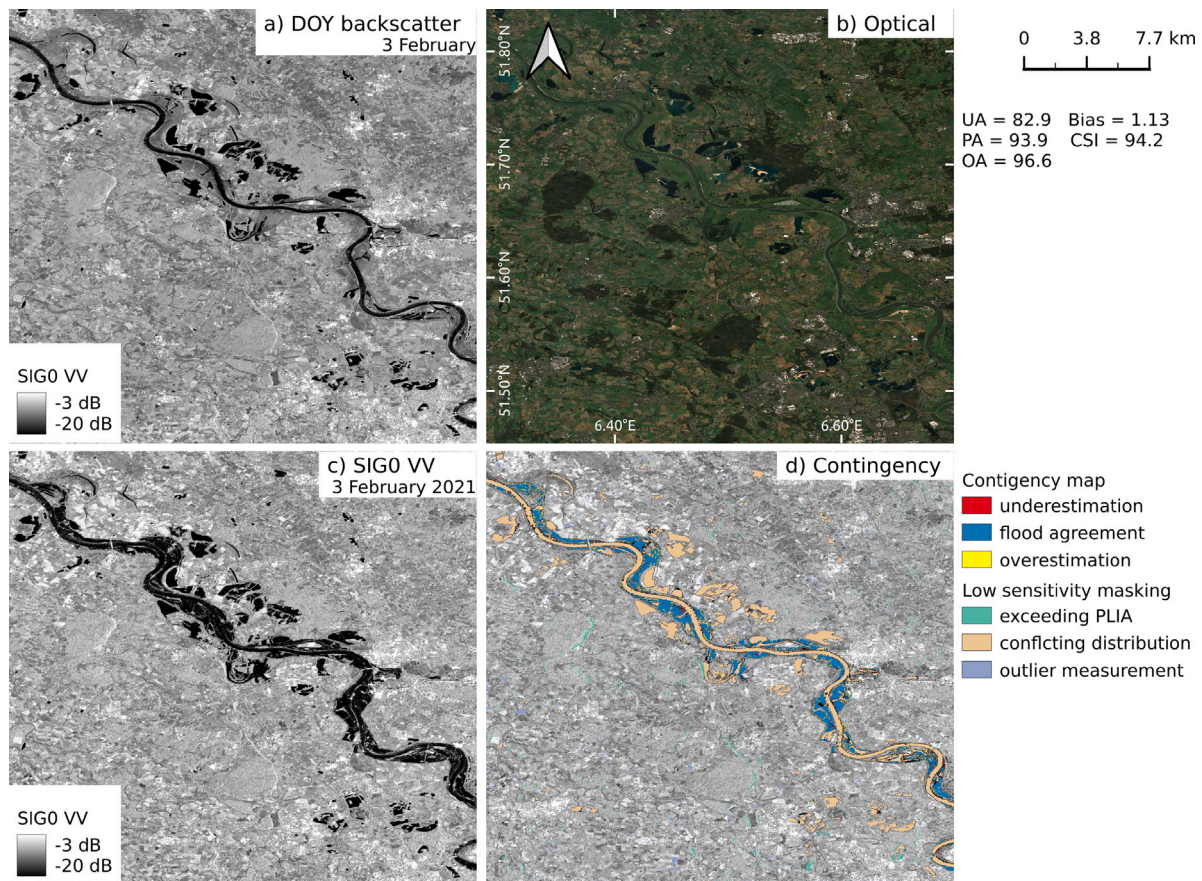 a) DOY backscatter
3 February
SIG0 VV
-3 dB
-20 dB
b) Optical
51.80°N
51.70°N
51.60°N
51.50°N
6.40°E
6.60°E
0 3.8 7.7 km
UA = 82.9 Bias = 1.13
PA = 93.9 CSI = 94.2
OA = 96.6
c) SIG0 VV
3 February 2021
SIG0 VV
-3 dB
-20 dB
d) Contingency
Contigency map
underestimation
flood agreement
overestimation
Low sensitivity masking
exceeding PLIA
conflcting distribution
outlier measurement